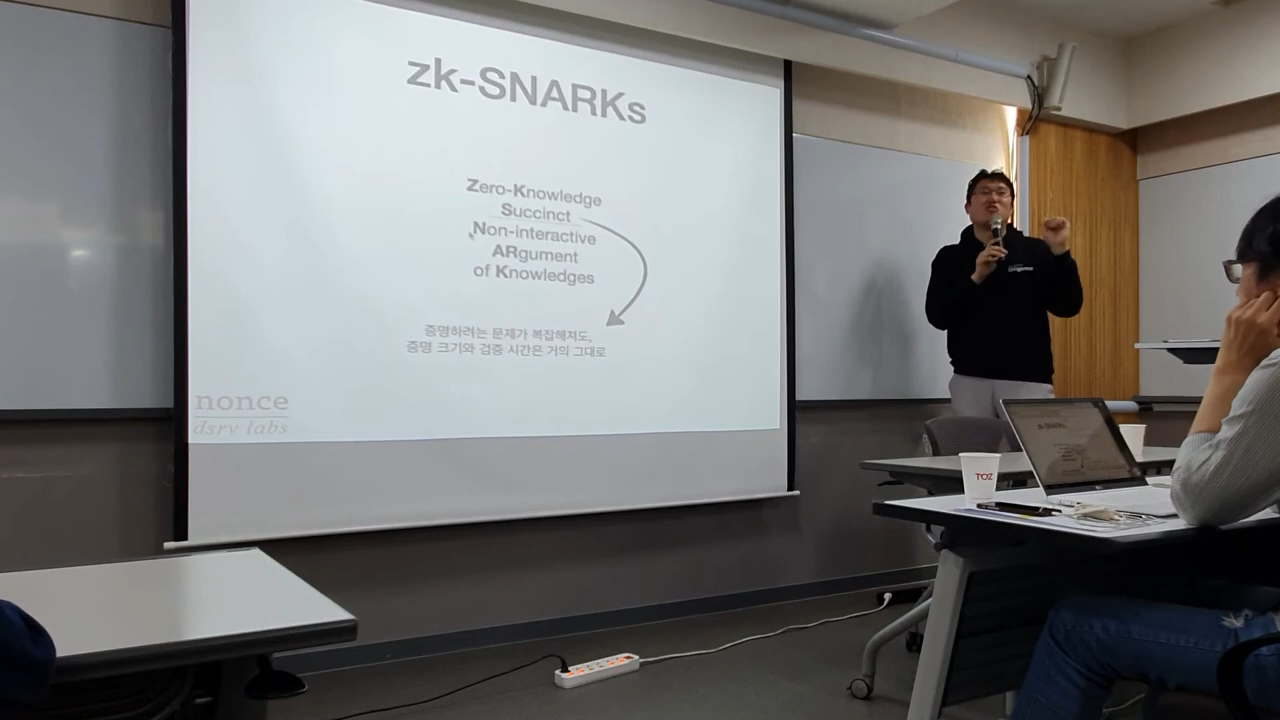 zk-SNARKs
Zero-Knowledge
Succinct
Non-interactive
ARgument
of Knowledges
증명하려는 문제가 복잡해져도,
증명 크기와 검증 시간은 거의 그대로
nonce
dsrv labs
TOZ
zk-SNARKs